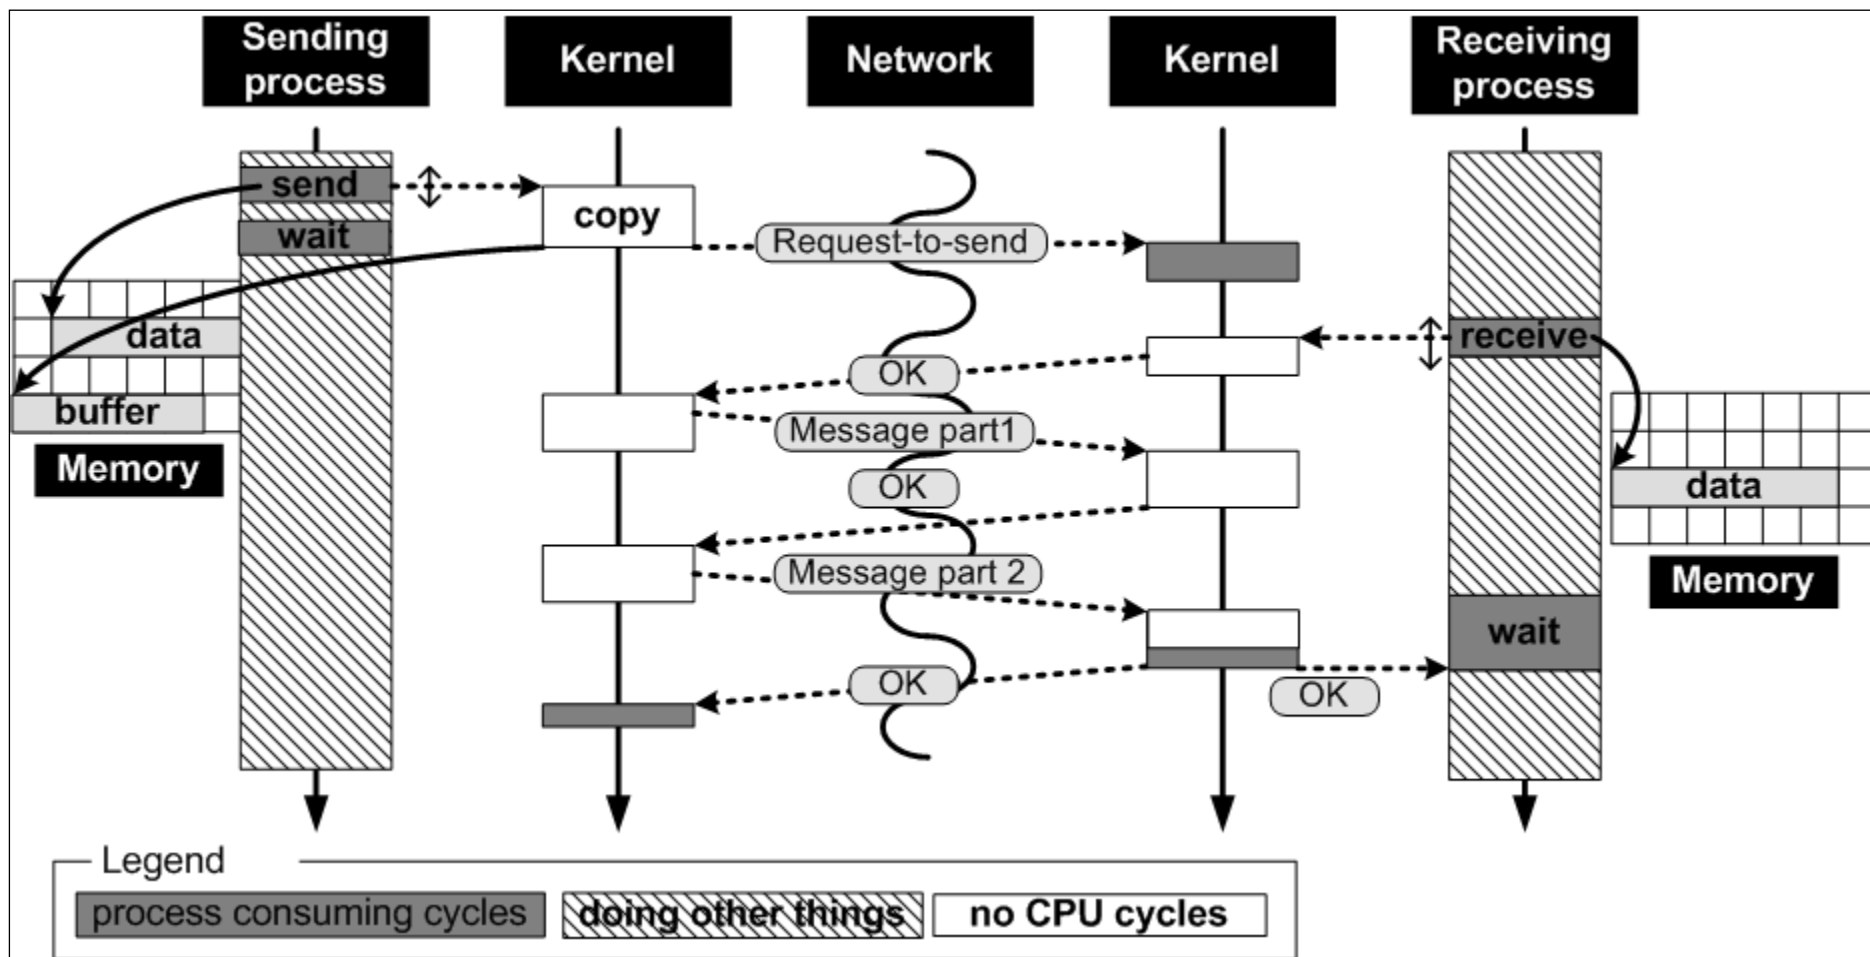 Sending
process
Kernel
Network
Kernel
Receiving
process
send
copy
wait
Request-to-send
data
receive
OK
buffer
Message part1
Memory
OK
data
Message part 2
Memory
wait
OK
OK
Legend
process consuming cycles
doing other things
no CPU cycles